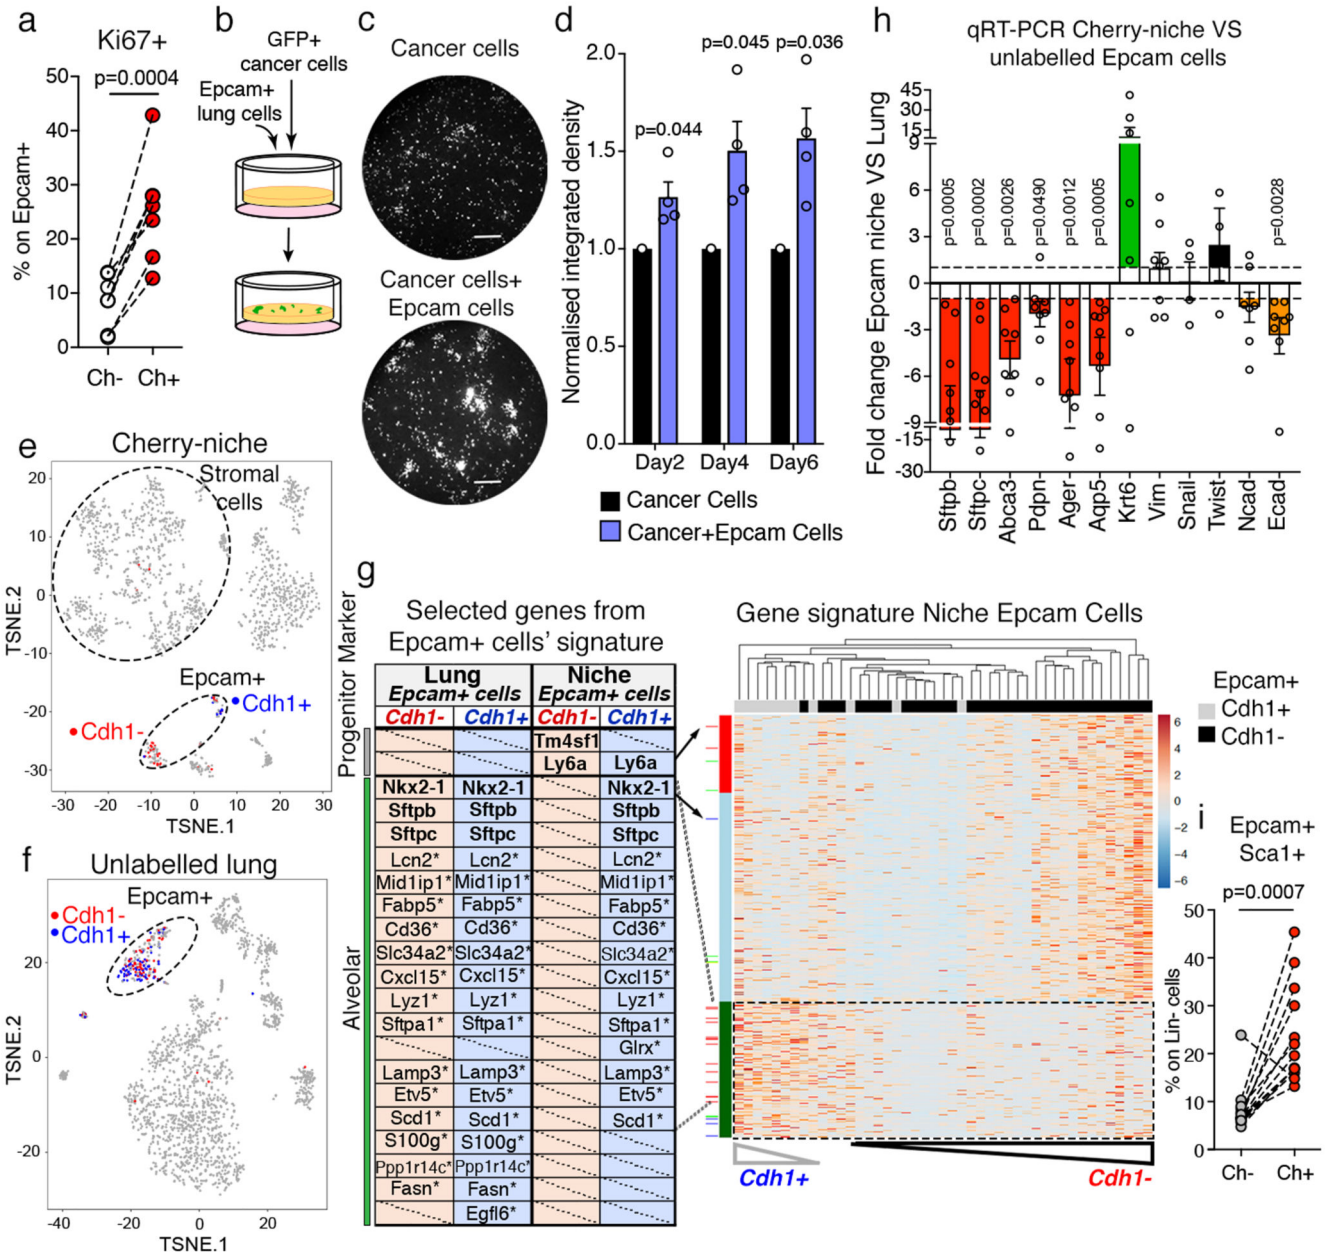 a
Ki67+
p=0.0004
50
40
30
20
10
0
% on Epcam+
Ch-
Ch+
b
GFP+
cancer cells
Epcam+
lung cells
c
Cancer cells
Cancer cells+
Epcam cells
d
p=0.045
p=0.036
p=0.044
2.0
1.5
1.0
0.5
0.0
Normalised integrated density
Day2
Day4
Day6
Cancer Cells
Cancer+Epcam Cells
h
qRT-PCR Cherry-niche VS
unlabelled Epcam cells
Fold change Epcam niche VS Lung
45
30
15
9
6
3
0
-3
-6
-9
-15
-30
p=0.0005
p=0.0002
p=0.0026
p=0.0490
p=0.0012
p=0.0005
p=0.0028
Sftpb
Sftpc
Abca3
Pdpn
Ager
Aqp5
Krt6
Vim
Snail
Twist
Ncad
Ecad
e
Cherry-niche
Stromal
cells
Epcam+
Cdh1+
Cdh1-
TSNE.2
20
10
0
-10
-20
-30
-30
-20
-10
0
10
20
30
TSNE.1
f
Unlabelled lung
Epcam+
Cdh1-
Cdh1+
TSNE.2
20
0
-20
-40
-20
0
20
TSNE.1
g
Selected genes from
Epcam+ cells' signature
Progenitor Marker
Alveolar
Lung Niche
Epcam+ cells Epcam+ cells
Cdh1- Cdh1+ Cdh1- Cdh1+
Tm4sf1
Ly6a Ly6a
Nkx2-1 Nkx2-1 Nkx2-1
Sftpb Sftpb Sftpb
Sftpc Sftpc Sftpc
Lcn2* Lcn2* Lcn2*
Mid1ip1* Mid1ip1* Mid1ip1*
Fabp5* Fabp5* Fabp5*
Cd36* Cd36* Cd36*
Slc34a2* Slc34a2* Slc34a2*
Cxcl15* Cxcl15* Cxcl15*
Lyz1* Lyz1* Lyz1*
Sftpa1* Sftpa1* Sftpa1*
Glrx*
Lamp3* Lamp3* Lamp3*
Etv5* Etv5* Etv5*
Scd1* Scd1* Scd1*
S100g* S100g*
Ppp1r14c* Ppp1r14c*
Fasn* Fasn*
Egfl6*
Gene signature Niche Epcam Cells
Epcam+
Cdh1+
Cdh1-
6
4
2
0
−2
−4
−6
Cdh1+
Cdh1-
i
Epcam+
Sca1+
p=0.0007
50
40
30
20
10
0
% on Lin- cells
Ch-
Ch+